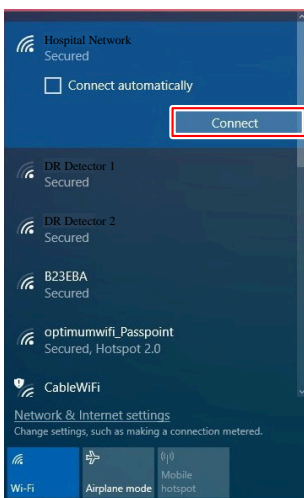 Hospital Network
Secured
Connect automatically
Connect
DR Detector 1
Secured
DR Detector 2
Secured
B23EBA
Secured
optimumwifi_Passpoint
Secured, Hotspot 2.0
CableWiFi
Network & Internet settings
Change settings, such as making a connection metered.
Wi-Fi
Airplane mode
Mobile
hotspot